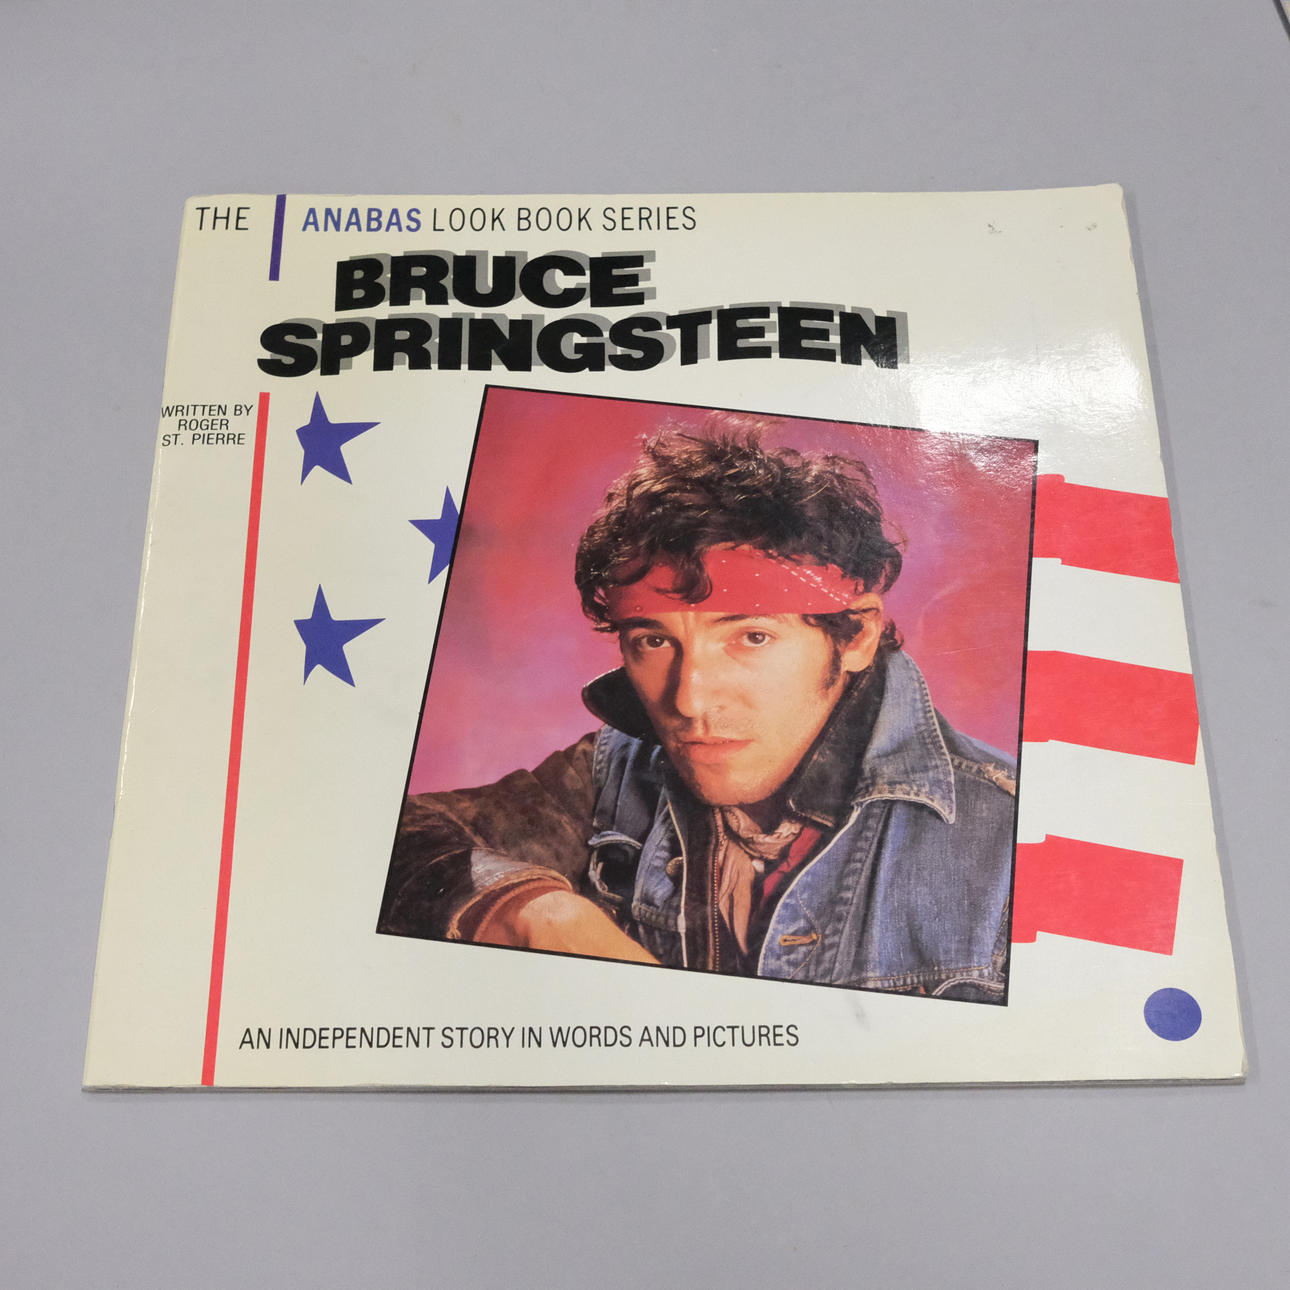 THE ANABAS LOOK BOOK SERIES
BRUCE
SPRINGSTEEN
WRITTEN BY
ROGER
ST. PIERRE
AN INDEPENDENT STORY IN WORDS AND PICTURES